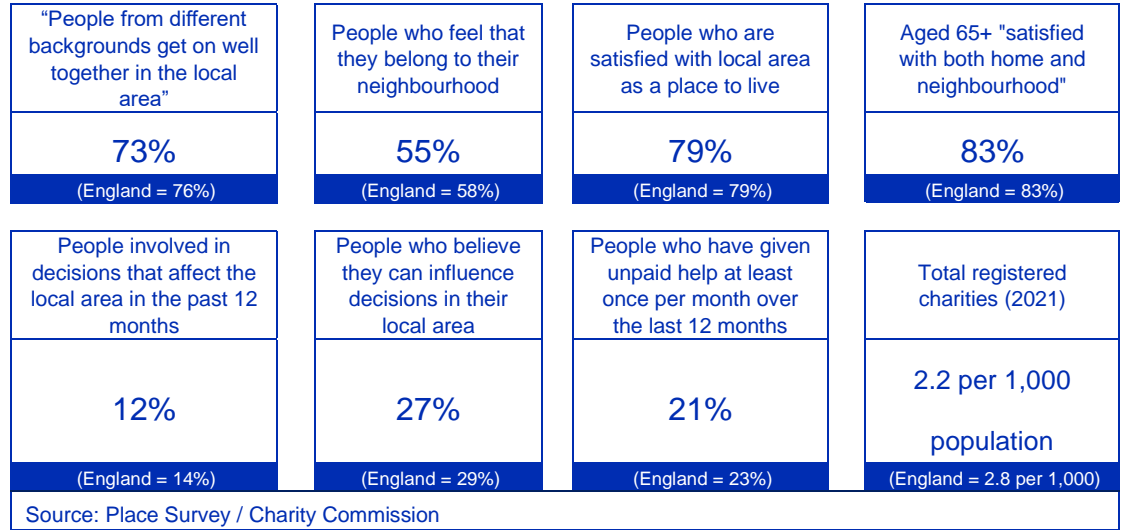 “People from different
backgrounds get on well
together in the local
area”
73%
(England = 76%)
People who feel that
they belong to their
neighbourhood
55%
(England = 58%)
People who are
satisfied with local area
as a place to live
79%
(England = 79%)
Aged 65+ "satisfied
with both home and
neighbourhood"
83%
(England = 83%)
People involved in
decisions that affect the
local area in the past 12
months
12%
(England = 14%)
People who believe
they can influence
decisions in their
local area
27%
(England = 29%)
People who have given
unpaid help at least
once per month over
the last 12 months
21%
(England = 23%)
Total registered
charities (2021)
2.2 per 1,000
population
(England = 2.8 per 1,000)
Source: Place Survey / Charity Commission